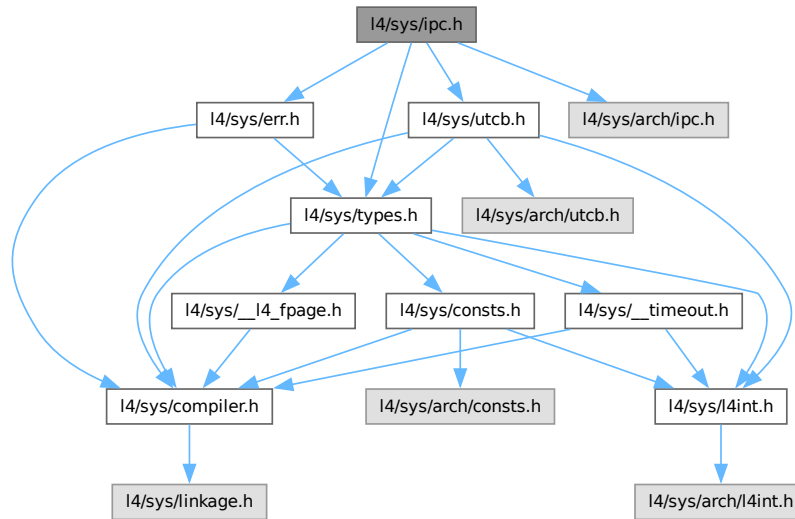 l4/sys/ipc.h
l4/sys/err.h
l4/sys/utcb.h
l4/sys/arch/ipc.h
l4/sys/types.h
l4/sys/arch/utcb.h
l4/sys/__l4_fpage.h
l4/sys/consts.h
l4/sys/__timeout.h
l4/sys/compiler.h
l4/sys/arch/consts.h
l4/sys/l4int.h
l4/sys/linkage.h
l4/sys/arch/l4int.h